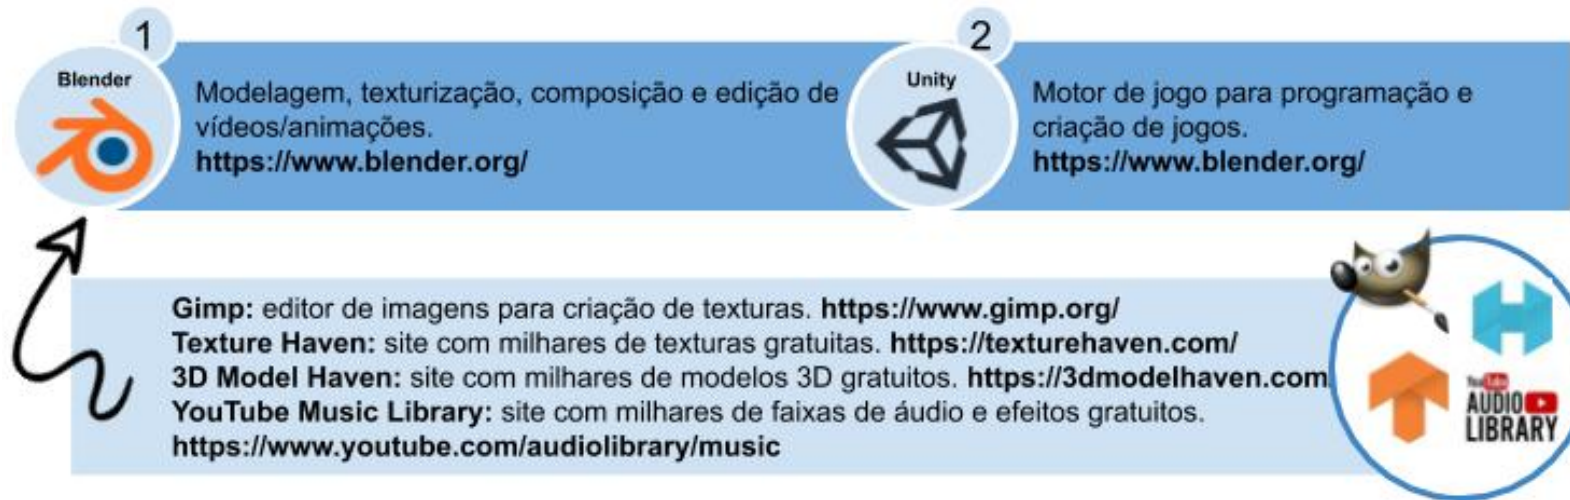 1
Blender
Modelagem, texturização, composição e edição de
vídeos/animações.
https://www.blender.org/
2
Unity
Motor de jogo para programação e
criação de jogos.
https://www.blender.org/
Gimp: editor de imagens para criação de texturas. https://www.gimp.org/
Texture Haven: site com milhares de texturas gratuitas. https://texturehaven.com/
3D Model Haven: site com milhares de modelos 3D gratuitos. https://3dmodelhaven.com
YouTube Music Library: site com milhares de faixas de áudio e efeitos gratuitos.
https://www.youtube.com/audiolibrary/music
YouTube
AUDIO
LIBRARY